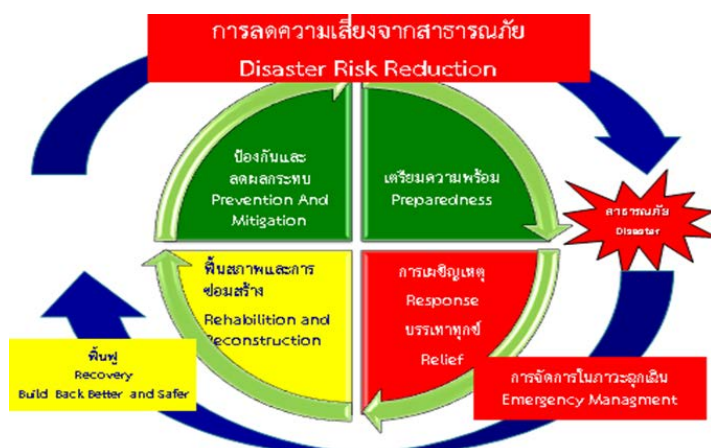 การลดความเสี่ยงจากสาธารณภัย
Disaster Risk Reduction
ป้องกันและ
ลดผลกระทบ
Prevention And
Mitigation
เตรียมความพร้อม
Preparedness
สาธารณภัย
Disaster
ฟื้นสภาพและการ
ซ่อมสร้าง
Rehabilition and
Reconstruction
การเผชิญเหตุ
Response
บรรเทาทุกข์
Relief
ฟื้นฟู
Recovery
Build Back Better and Safer
การจัดการในภาวะฉุกเฉิน
Emergency Managment